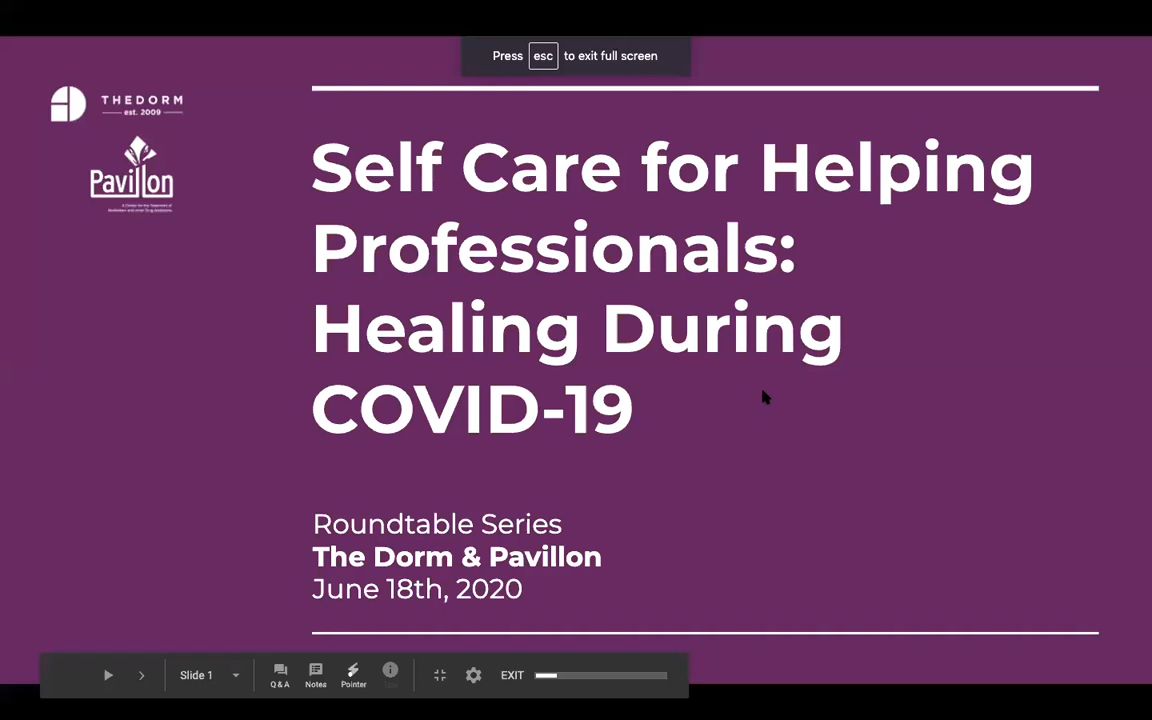 Press esc to exit full screen
THEDORM
est. 2009
Pavillon
Self Care for Helping
Professionals:
Healing During
COVID-19
Roundtable Series
The Dorm & Pavillon
June 18th, 2020
Slide 1
Q&A
Notes
Pointer
EXIT